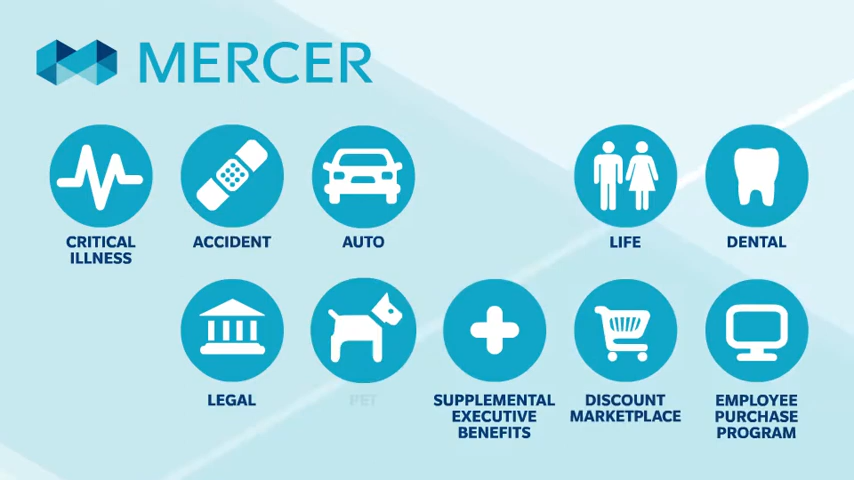 MERCER
CRITICAL
ILLNESS
ACCIDENT
AUTO
LIFE
DENTAL
LEGAL
PET
SUPPLEMENTAL
EXECUTIVE
BENEFITS
DISCOUNT
MARKETPLACE
EMPLOYEE
PURCHASE
PROGRAM